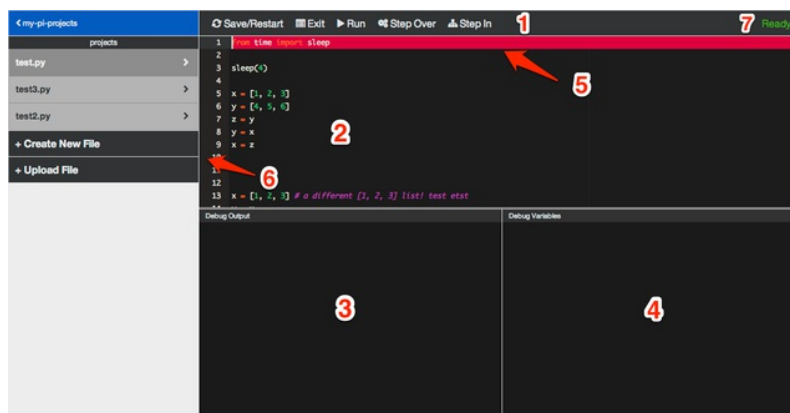 my-pi-projects
Save/Restart Exit Run Step Over Step In 1 7 Ready
projects
test.py
test3.py
test2.py
+ Create New File
+ Upload File
1 from time import sleep
2
3 sleep(4)
5
4
5 x = [1, 2, 3]
6 y = [4, 5, 6]
7 z = y
8 y = x
2
9 x = z
10
11
6
12
13 x = [1, 2, 3] # a different [1, 2, 3] list! test etst
Debug Output
Debug Variables
3
4